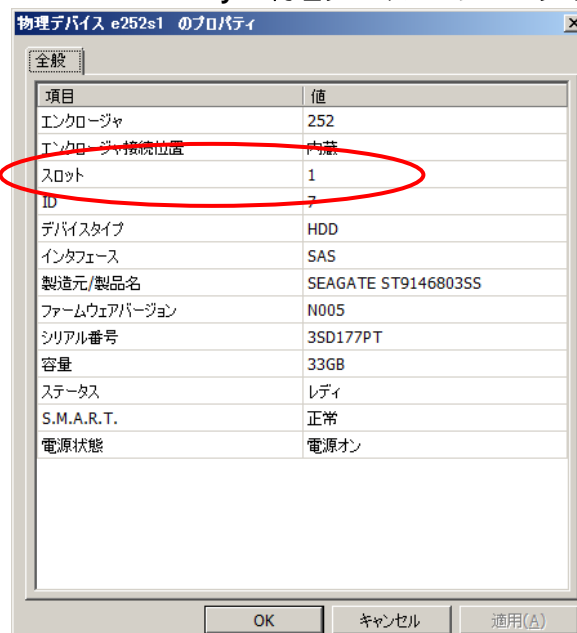 物理デバイス e252s1 のプロパティ
全般
項目 値
エンクロージャ 252
エンクロージャ接続位置 内蔵
スロット 1
ID 7
デバイスタイプ HDD
インタフェース SAS
製造元/製品名 SEAGATE ST9146803SS
ファームウェアバージョン N005
シリアル番号 3SD177PT
容量 33GB
ステータス レディ
S.M.A.R.T. 正常
電源状態 電源オン
OK キャンセル 適用(A)